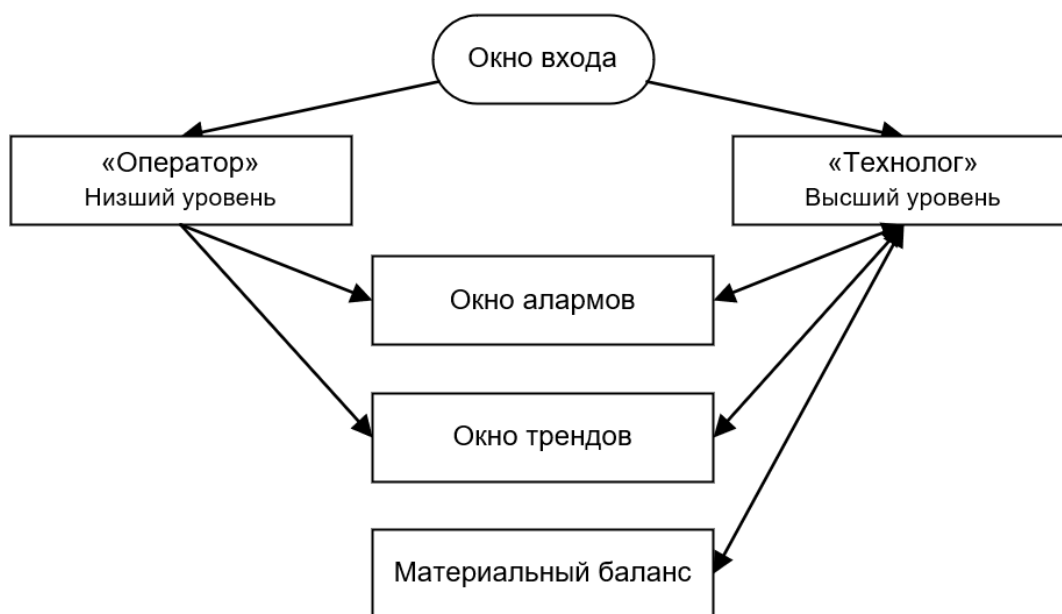 Окно входа
«Оператор»
Низший уровень
«Технолог»
Высший уровень
Окно алармов
Окно трендов
Материальный баланс